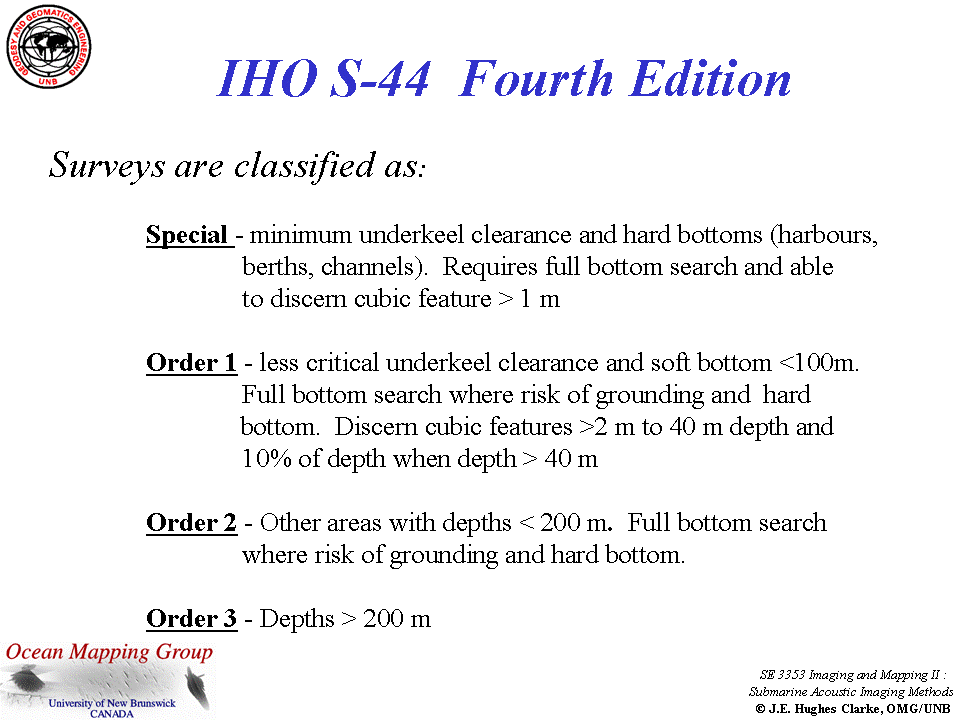 GEODESY AND GEOMATICS ENGINEERING
UNB
IHO S-44 Fourth Edition
Surveys are classified as:
Special - minimum underkeel clearance and hard bottoms (harbours,
berths, channels). Requires full bottom search and able
to discern cubic feature > 1 m
Order 1 - less critical underkeel clearance and soft bottom <100m.
Full bottom search where risk of grounding and hard
bottom. Discern cubic features >2 m to 40 m depth and
10% of depth when depth > 40 m
Order 2 - Other areas with depths < 200 m. Full bottom search
where risk of grounding and hard bottom.
Order 3 - Depths > 200 m
Ocean Mapping Group
University of New Brunswick
CANADA
SE 3353 Imaging and Mapping II :
Submarine Acoustic Imaging Methods
© J.E. Hughes Clarke, OMG/UNB